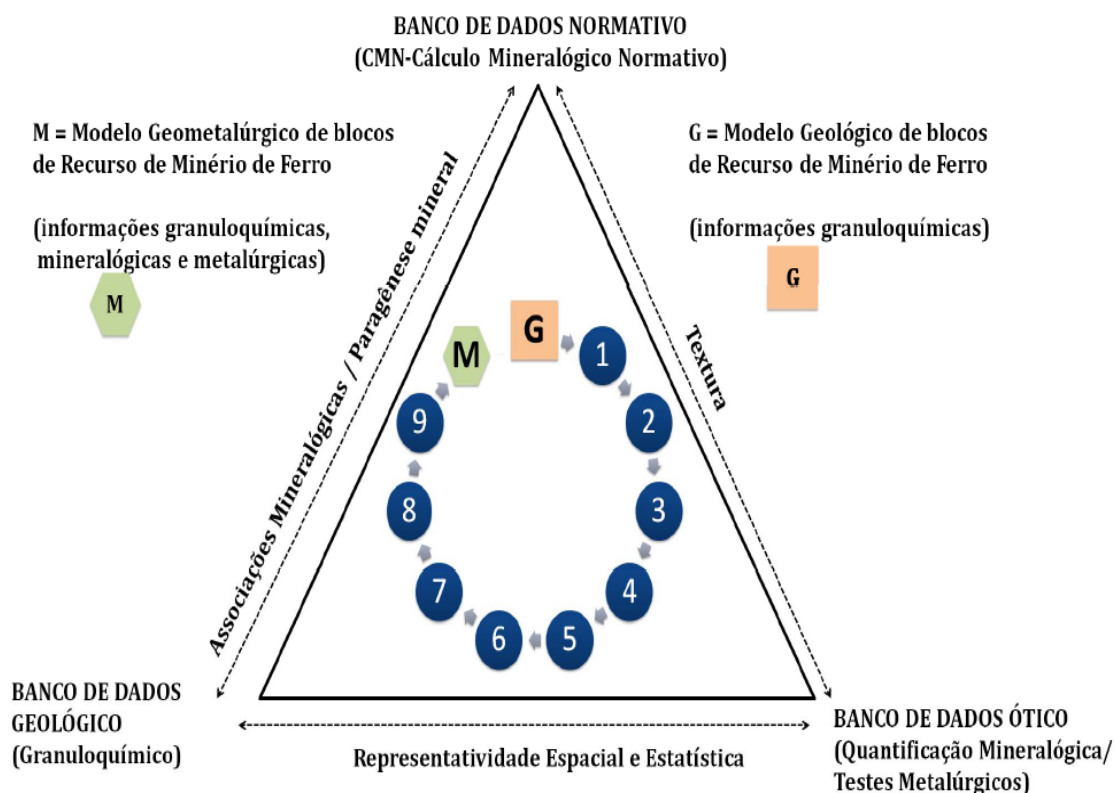 BANCO DE DADOS NORMATIVO
(CMN-Cálculo Mineralógico Normativo)
M = Modelo Geometalúrgico de blocos
de Recurso de Minério de Ferro
(informações granuloquímicas,
mineralógicas e metalúrgicas)
M
G = Modelo Geológico de blocos
de Recurso de Minério de Ferro
(informações granuloquímicas)
G
Associações Mineralógicas / Paragênese mineral
Textura
M
G
1
2
3
4
5
6
7
8
9
BANCO DE DADOS
GEOLÓGICO
(Granuloquímico)
Representatividade Espacial e Estatística
BANCO DE DADOS ÓTICO
(Quantificação Mineralógica/
Testes Metalúrgicos)